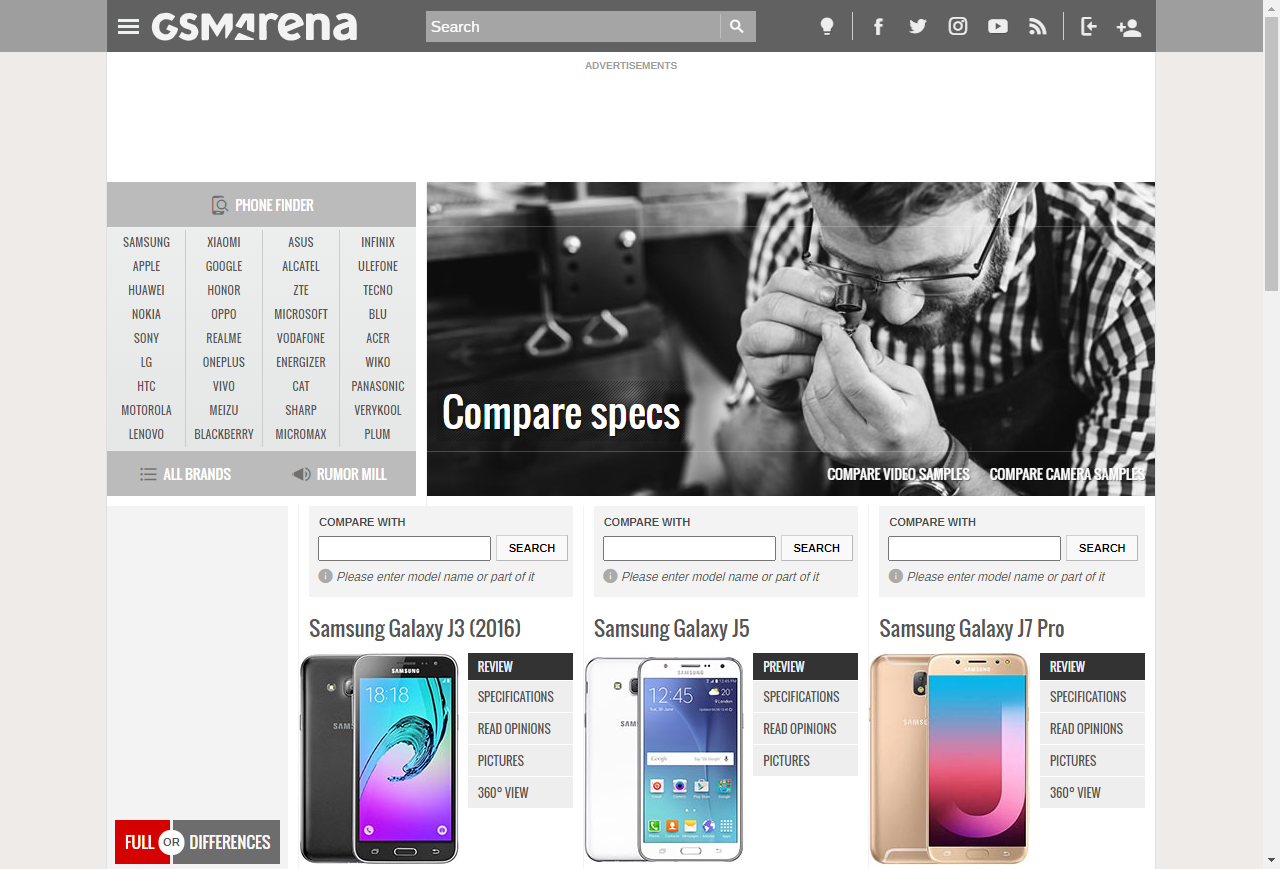 GSMArena
Search
ADVERTISEMENTS
PHONE FINDER
SAMSUNG XIAOMI ASUS INFINIX
APPLE GOOGLE ALCATEL ULEFONE
HUAWEI HONOR ZTE TECNO
NOKIA OPPO MICROSOFT BLU
SONY REALME VODAFONE ACER
LG ONEPLUS ENERGIZER WIKO
HTC VIVO CAT PANASONIC
MOTOROLA MEIZU SHARP VERYKOOL
LENOVO BLACKBERRY MICROMAX PLUM
ALL BRANDS RUMOR MILL
Compare specs
COMPARE VIDEO SAMPLES COMPARE CAMERA SAMPLES
COMPARE WITH COMPARE WITH COMPARE WITH
SEARCH SEARCH SEARCH
Please enter model name or part of it Please enter model name or part of it Please enter model name or part of it
Samsung Galaxy J3 (2016) Samsung Galaxy J5 Samsung Galaxy J7 Pro
REVIEW PREVIEW REVIEW
SPECIFICATIONS SPECIFICATIONS SPECIFICATIONS
READ OPINIONS READ OPINIONS READ OPINIONS
PICTURES PICTURES PICTURES
360° VIEW 360° VIEW
SAMSUNG
18:18
SAMSUNG
12:45
20°
Google
FULL OR DIFFERENCES